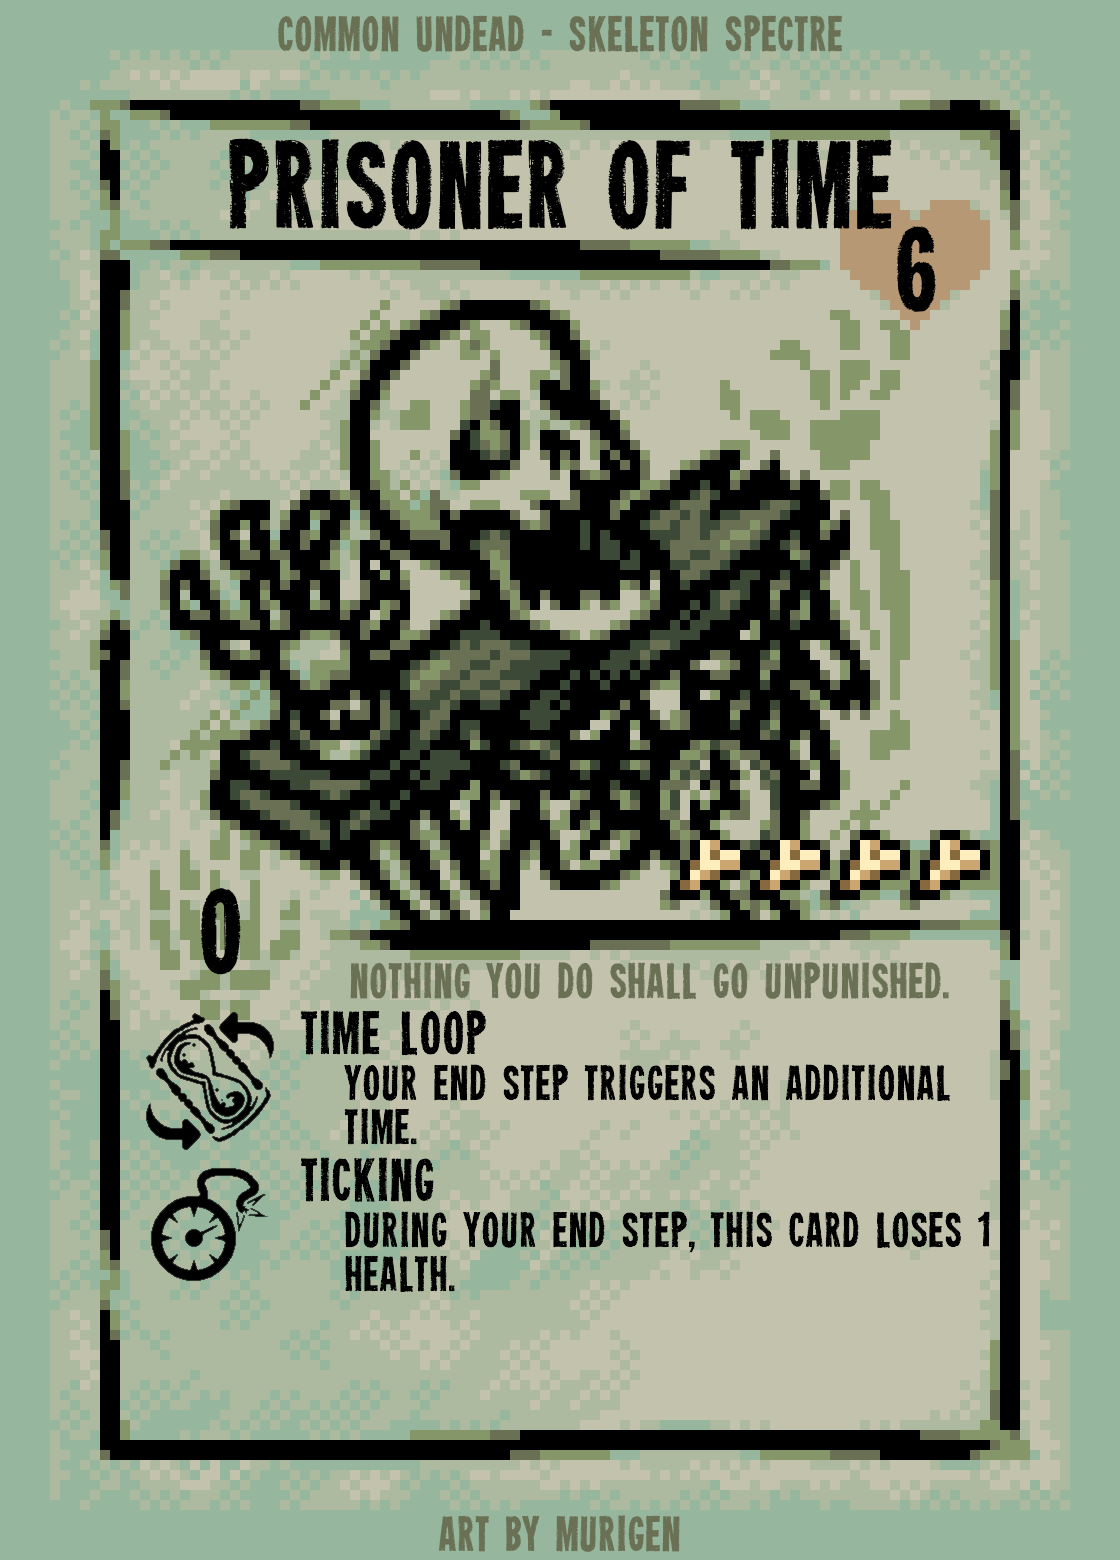 COMMON UNDEAD - SKELETON SPECTRE
PRISONER OF TIME
6
0
NOTHING YOU DO SHALL GO UNPUNISHED.
TIME LOOP
YOUR END STEP TRIGGERS AN ADDITIONAL
TIME.
TICKING
DURING YOUR END STEP, THIS CARD LOSES 1
HEALTH.
ART BY MURIGEN